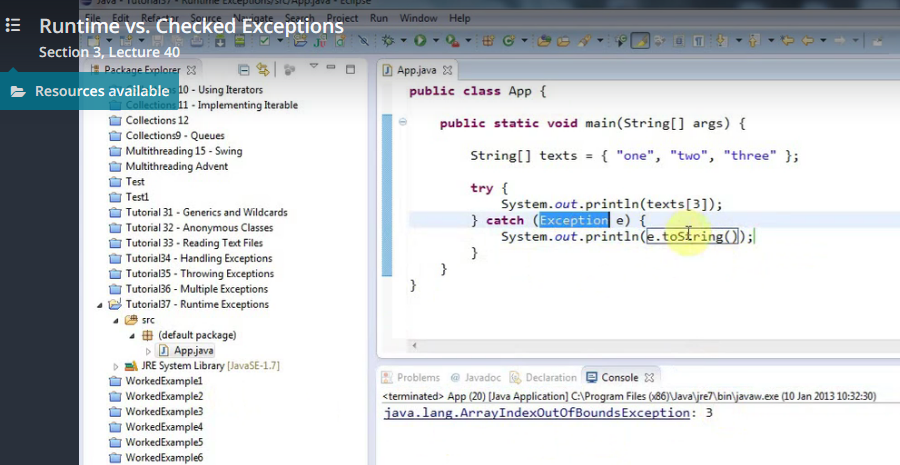 Java - Tutorial37 - Runtime Exceptions/src/App.java - Eclipse
Runtime vs. Checked Exceptions
Section 3, Lecture 40
Resources available
File Edit Refactor Source Navigate Search Project Run Window Help
Package Explorer
10 - Using Iterators
Collections 11 - Implementing Iterable
Collections 12
Collections9 - Queues
Multithreading 15 - Swing
Multithreading Advent
Test
Test1
Tutorial 31 - Generics and Wildcards
Tutorial 32 - Anonymous Classes
Tutorial 33 - Reading Text Files
Tutorial34 - Handling Exceptions
Tutorial35 - Throwing Exceptions
Tutorial36 - Multiple Exceptions
Tutorial37 - Runtime Exceptions
src
(default package)
App.java
JRE System Library [JavaSE-1.7]
WorkedExample1
WorkedExample2
WorkedExample3
WorkedExample4
WorkedExample5
WorkedExample6
App.java
public class App {
public static void main(String[] args) {
String[] texts = { "one", "two", "three" };
try {
System.out.println(texts[3]);
} catch (Exception e) {
System.out.println(e.toString());
}
}
}
Problems @ Javadoc Declaration Console
<terminated> App (20) [Java Application] C:\Program Files (x86)\Java\jre7\bin\javaw.exe (10 Jan 2013 10:32:30)
java.lang.ArrayIndexOutOfBoundsException: 3